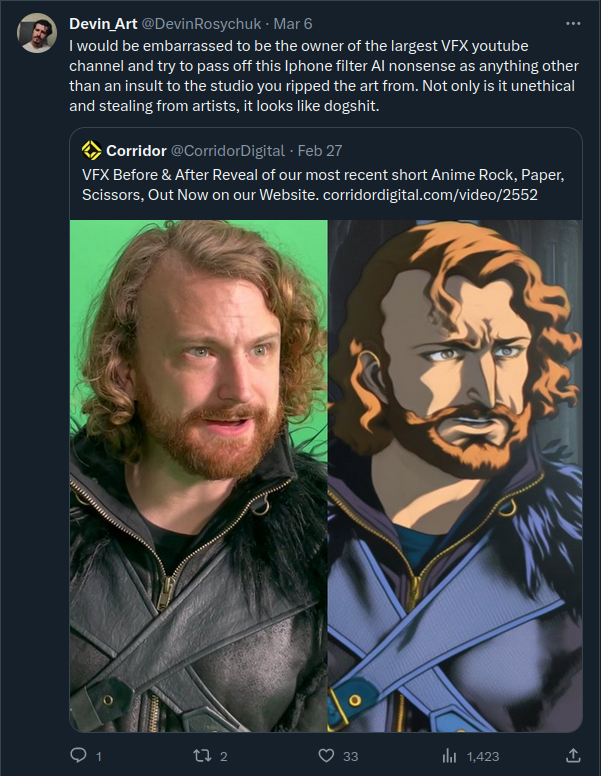 Devin_Art @DevinRosychuk · Mar 6
I would be embarrassed to be the owner of the largest VFX youtube
channel and try to pass off this Iphone filter AI nonsense as anything other
than an insult to the studio you ripped the art from. Not only is it unethical
and stealing from artists, it looks like dogshit.
Corridor @CorridorDigital · Feb 27
VFX Before & After Reveal of our most recent short Anime Rock, Paper,
Scissors, Out Now on our Website. corridordigital.com/video/2552
1 2 33 1,423